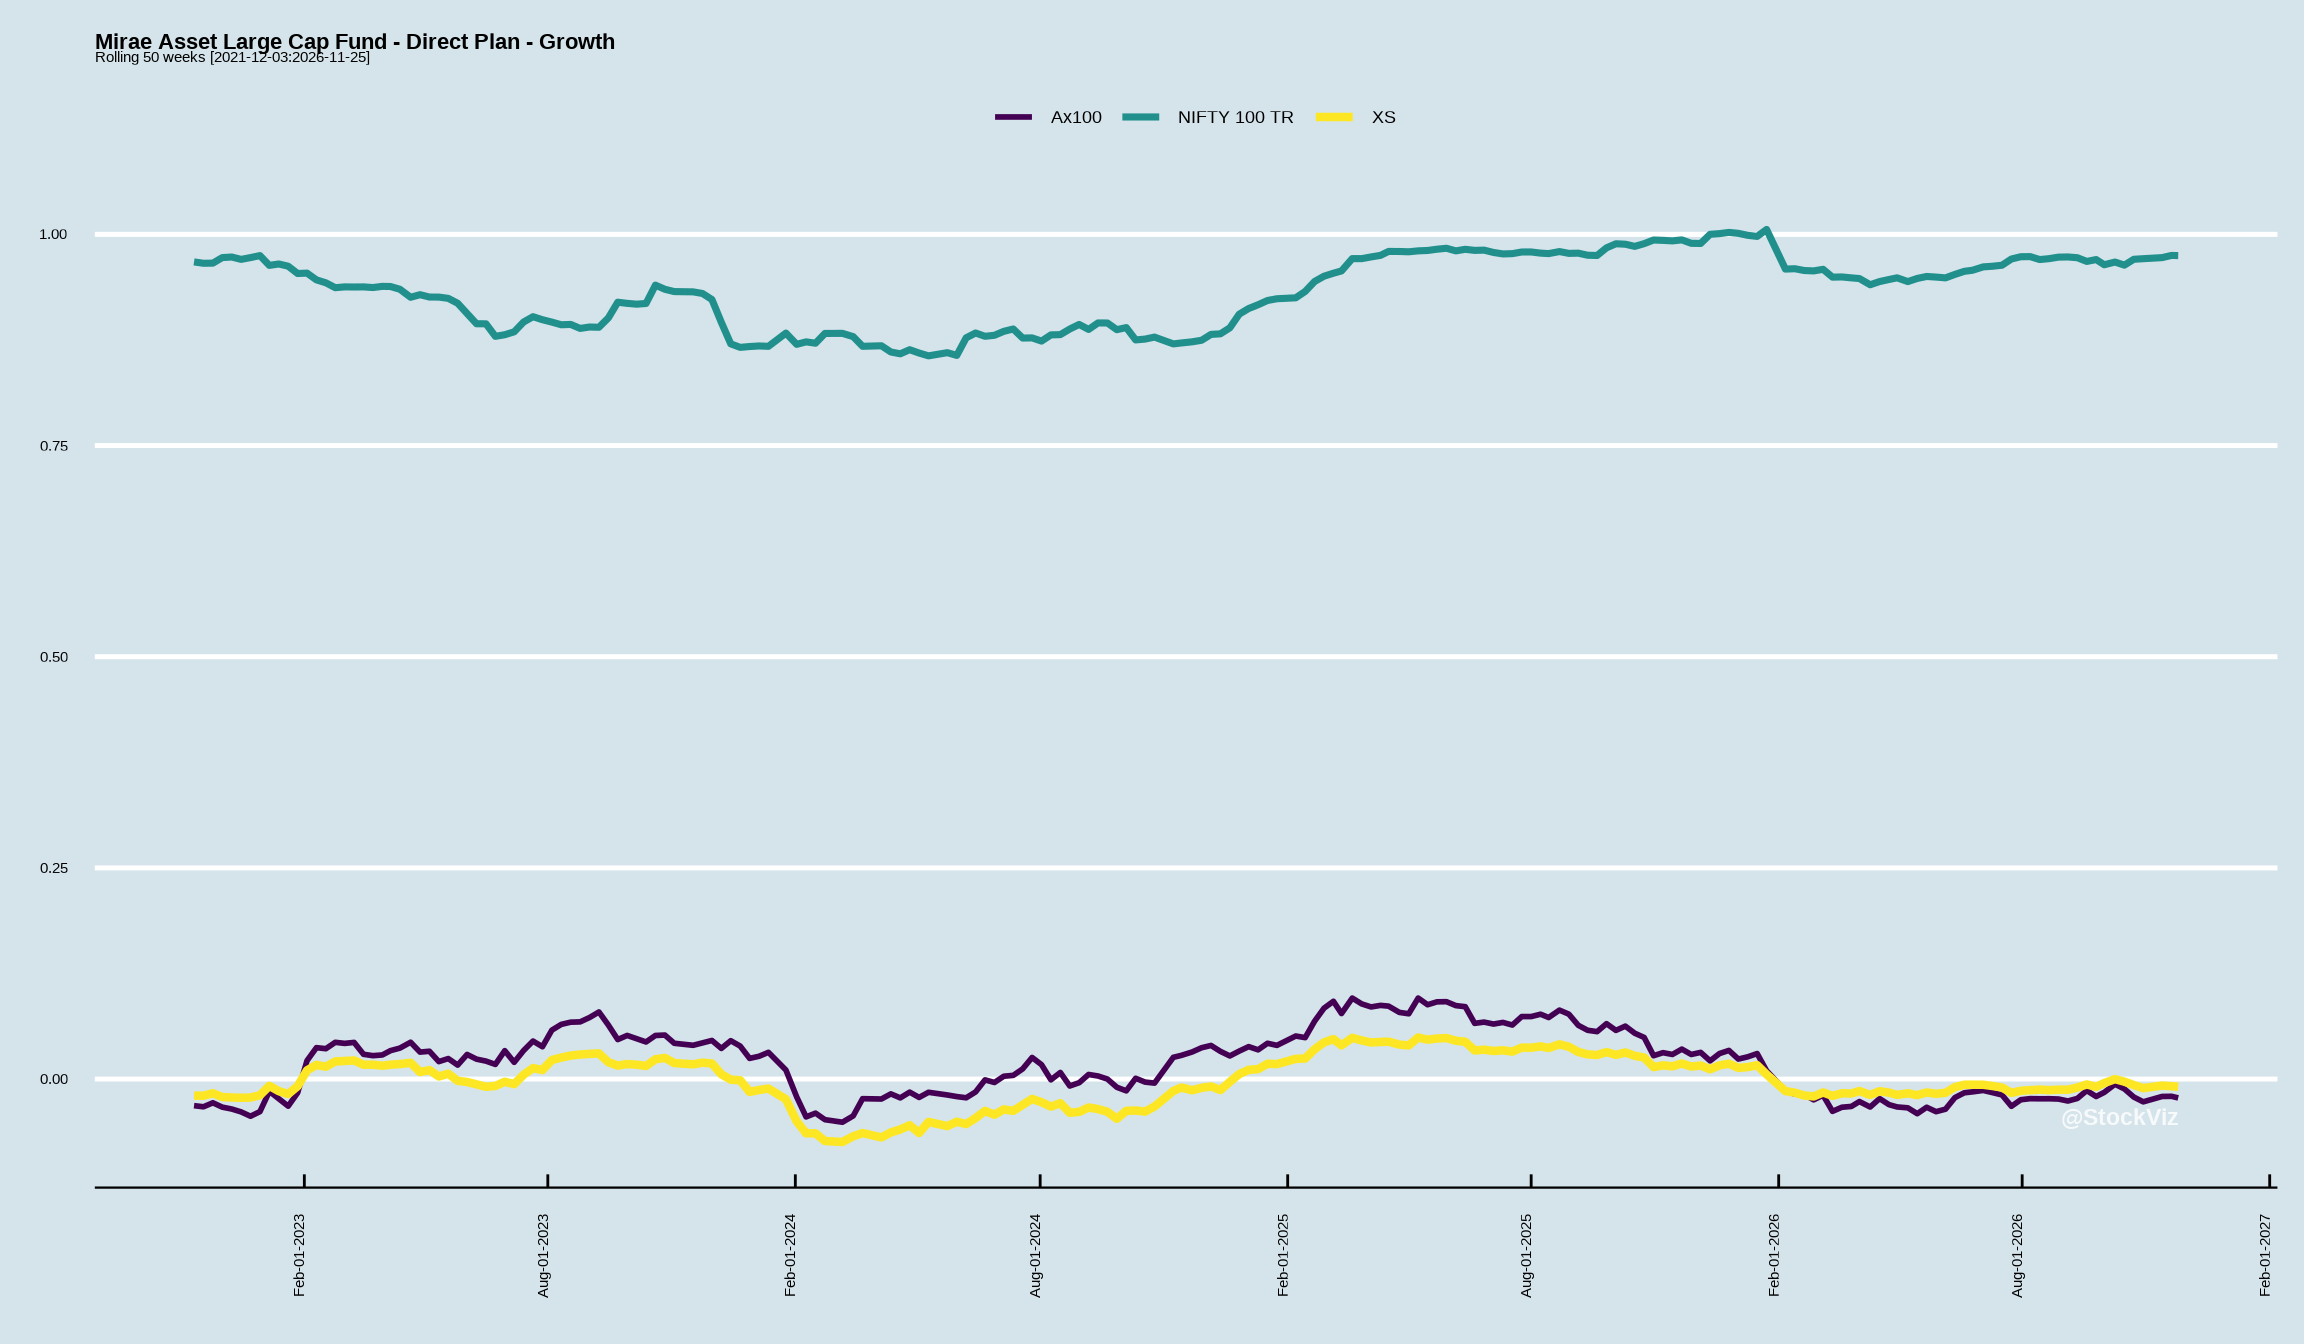 Mirae Asset Large Cap Fund - Direct Plan - Growth
Rolling 50 weeks [2021-12-03:2026-11-25]
Ax100 NIFTY 100 TR XS
1.00
0.75
0.50
0.25
0.00
@StockViz
Feb-01-2023
Aug-01-2023
Feb-01-2024
Aug-01-2024
Feb-01-2025
Aug-01-2025
Feb-01-2026
Aug-01-2026
Feb-01-2027